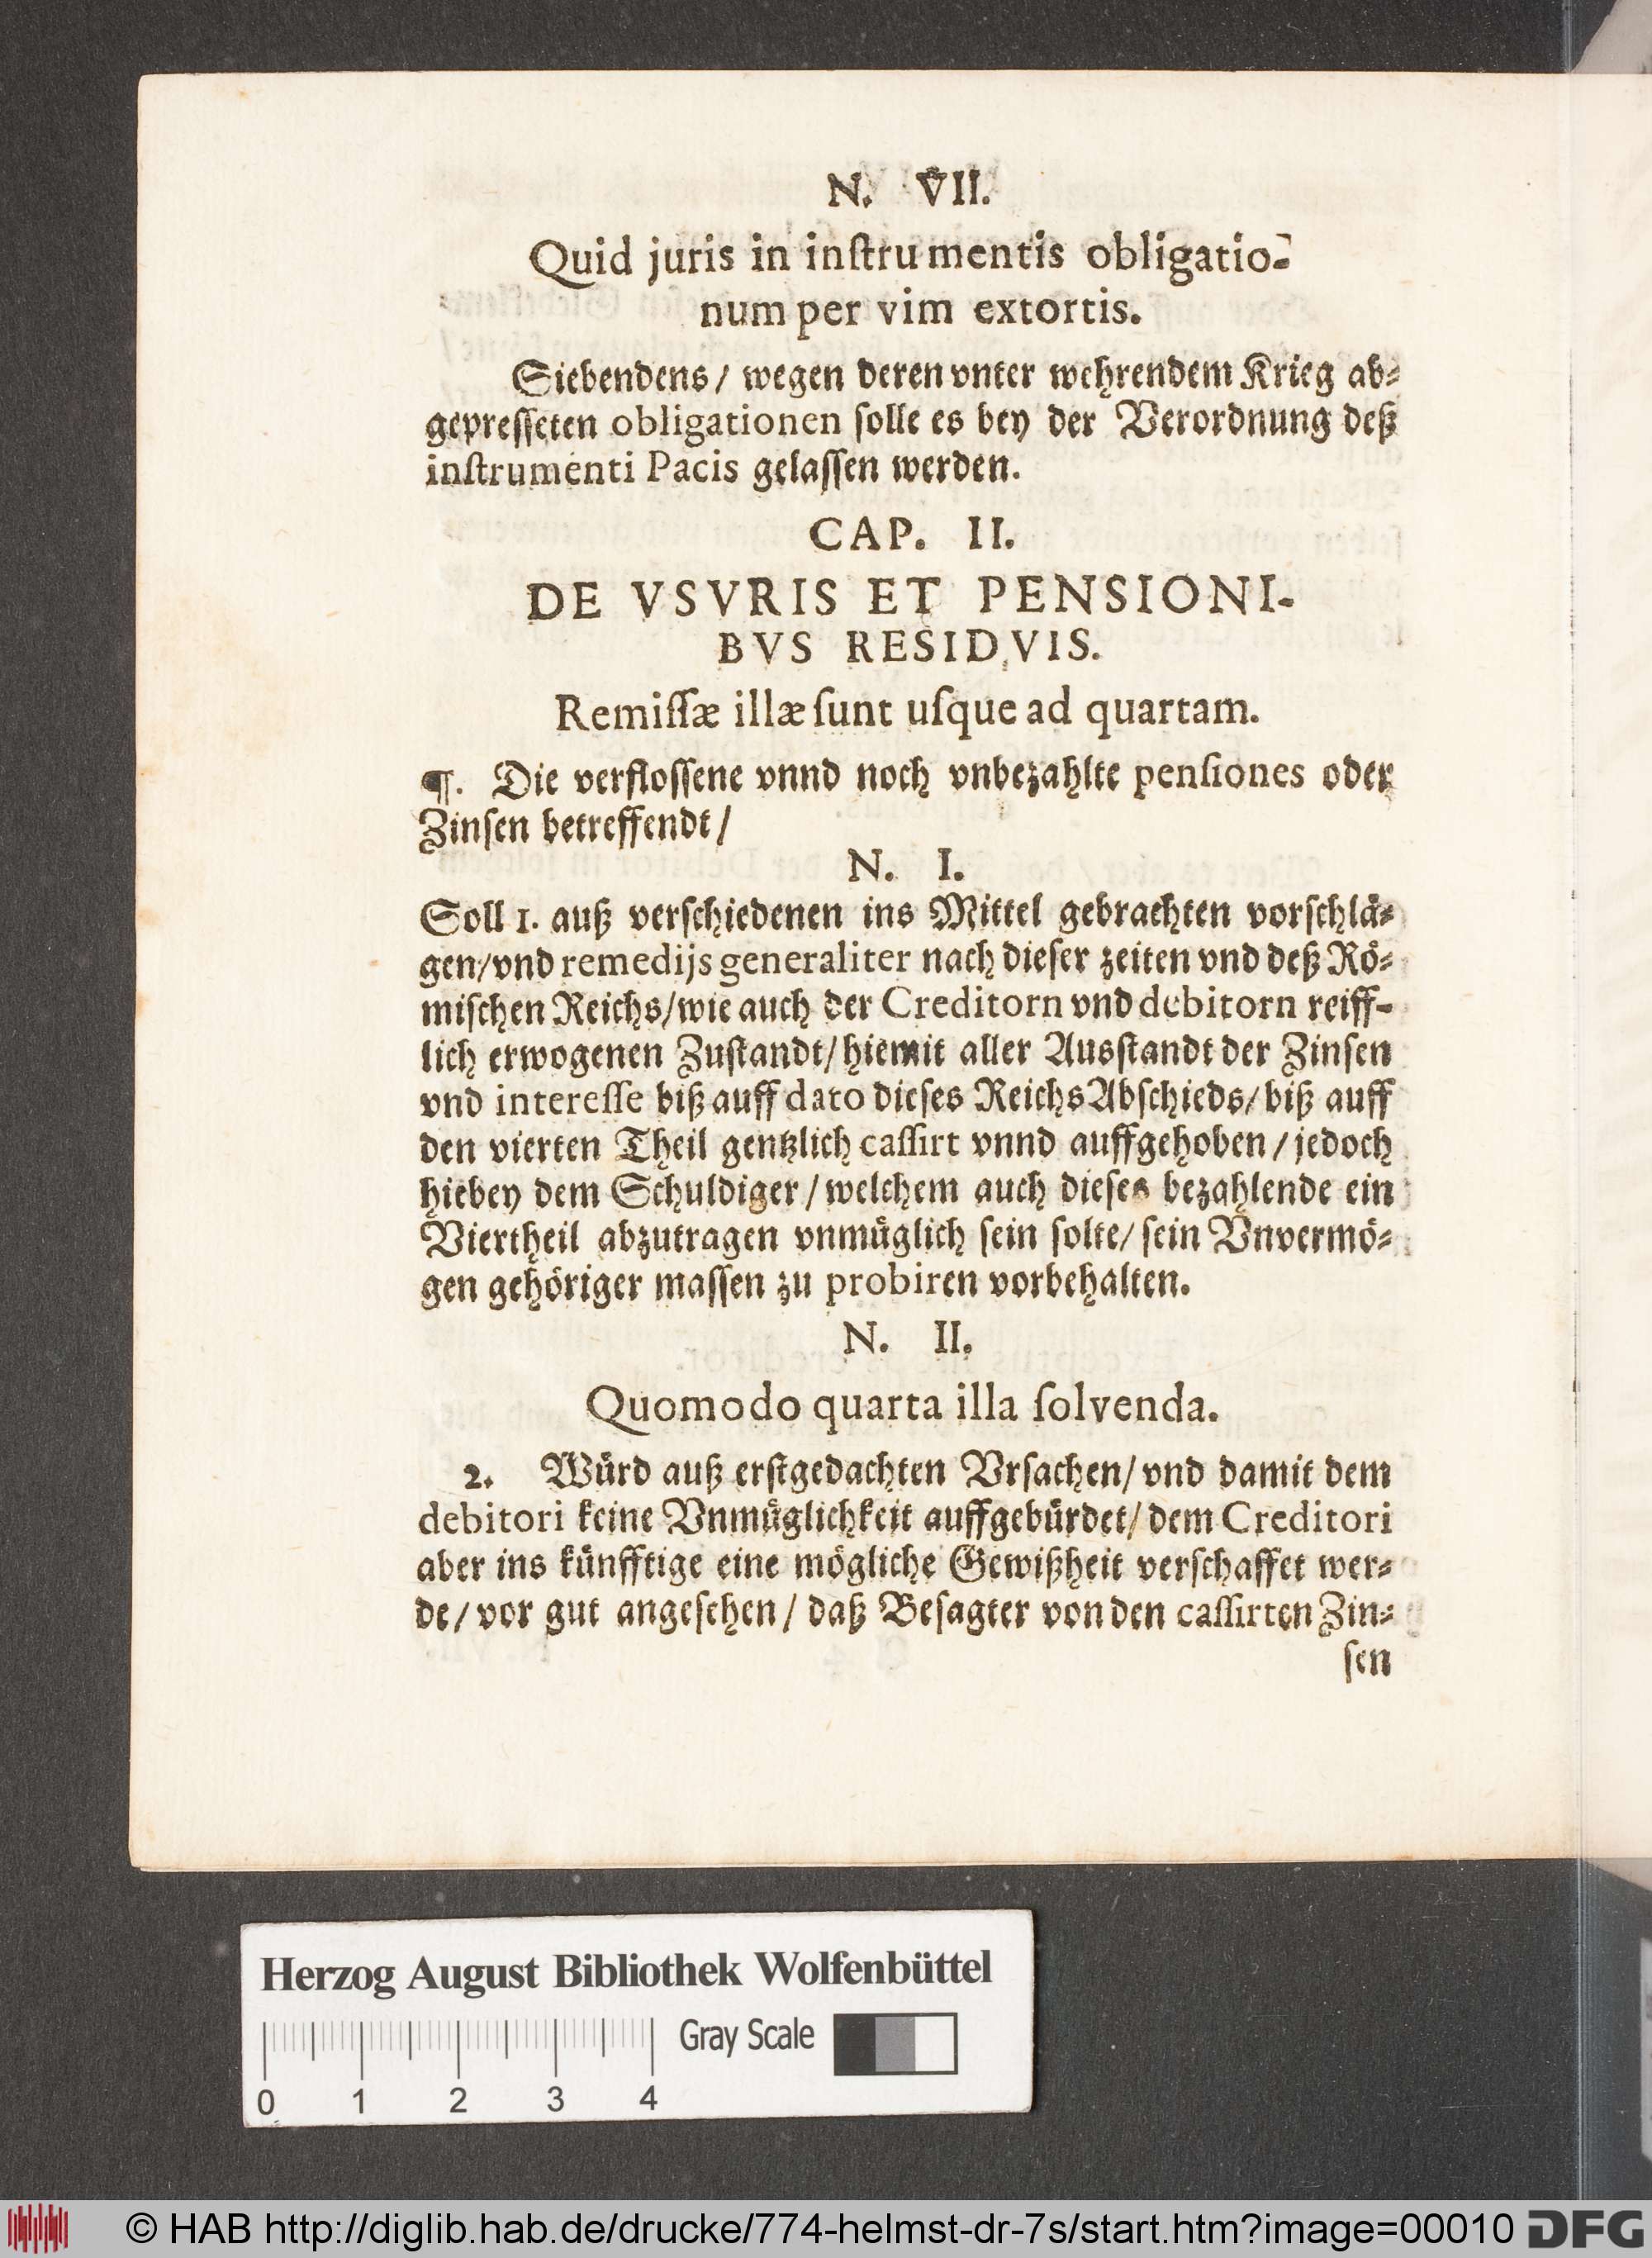 N. VII.
Quid juris in inſtrumentis obligatio-
num per vim extortis.
Siebendens/ wegen deren vnter wehrendem Krieg ab-
gepreſſeten obligationen ſolle es bey der Verordnung deß
inſtrumenti Pacis gelaſſen werden.
CAP. II.
DE VSVRIS ET PENSIONI-
BVS RESIDVIS.
Remiſſæ illæ ſunt uſque ad quartam.
¶. Die verfloſſene vnnd noch vnbezahlte penſiones oder
Zinſen betreffendt/
N. I.
Soll 1. auß verſchiedenen ins Mittel gebrachten vorſchlä-
gen/vnd remedijs generaliter nach dieſer zeiten vnd deß Rö-
miſchen Reichs/wie auch der Creditorn vnd debitorn reiff-
lich erwogenen Zuſtandt/hiemit aller Ausſtandt der Zinſen
vnd intereſſe biß auff dato dieſes Reichs Abſchieds/ biß auff
den vierten Theil gentzlich caſſirt vnnd auffgehoben/ jedoch
hiebey dem Schuldiger/ welchem auch dieſes bezahlende ein
Viertheil abzutragen vnmüglich ſein ſolte/ ſein Vnvermö-
gen gehöriger maſſen zu probiren vorbehalten.
N. II.
Quomodo quarta illa ſolvenda.
2. Würd auß erſtgedachten Vrſachen/ vnd damit dem
debitori keine Vnmüglichkeit auffgebürdet/ dem Creditori
aber ins künfftige eine mögliche Gewißheit verſchaffet wer-
de/ vor gut angeſehen/ daß Beſagter von den caſſirten Zin-
ſen
Herzog August Bibliothek Wolfenbüttel
Gray Scale
0 1 2 3 4
© HAB http://diglib.hab.de/drucke/774-helmst-dr-7s/start.htm?image=00010 DFG